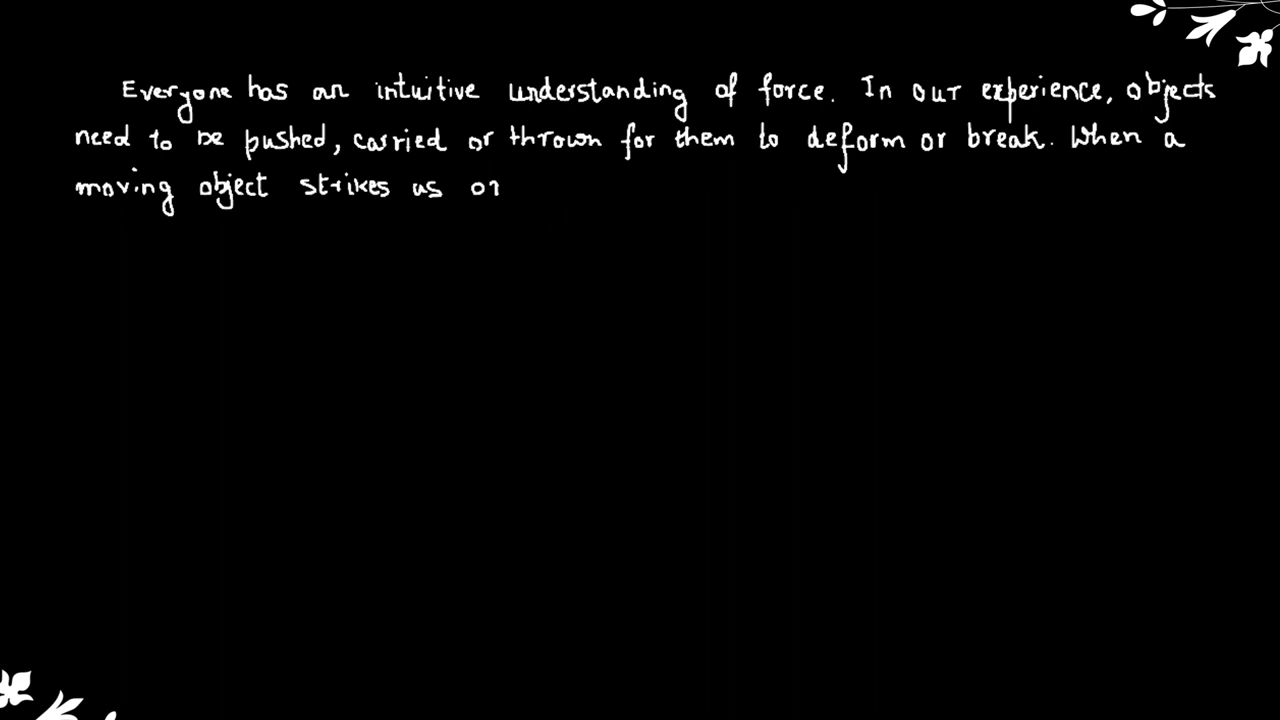 Everyone has an intuitive understanding of force. In our experience, objects
need to be pushed, carried or thrown for them to deform or break. When a
moving object strikes as or